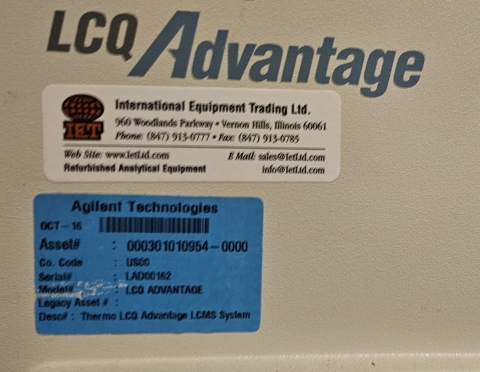 LCQ Advantage
International Equipment Trading Ltd.
960 Woodlands Parkway • Vernon Hills, Illinois 60061
Phone: (847) 913-0777 • Fax: (847) 913-0785
IET
Web Site: www.IetLtd.com E Mail: sales@IetLtd.com
Refurbished Analytical Equipment info@IetLtd.com
Agilent Technologies
OCT-16
Asset# : 000301010954-0000
Co. Code : US00
Serial# : LAD00162
Model# : LCQ ADVANTAGE
Legacy Asset # :
Desc# : Thermo LCQ Advantage LCMS System